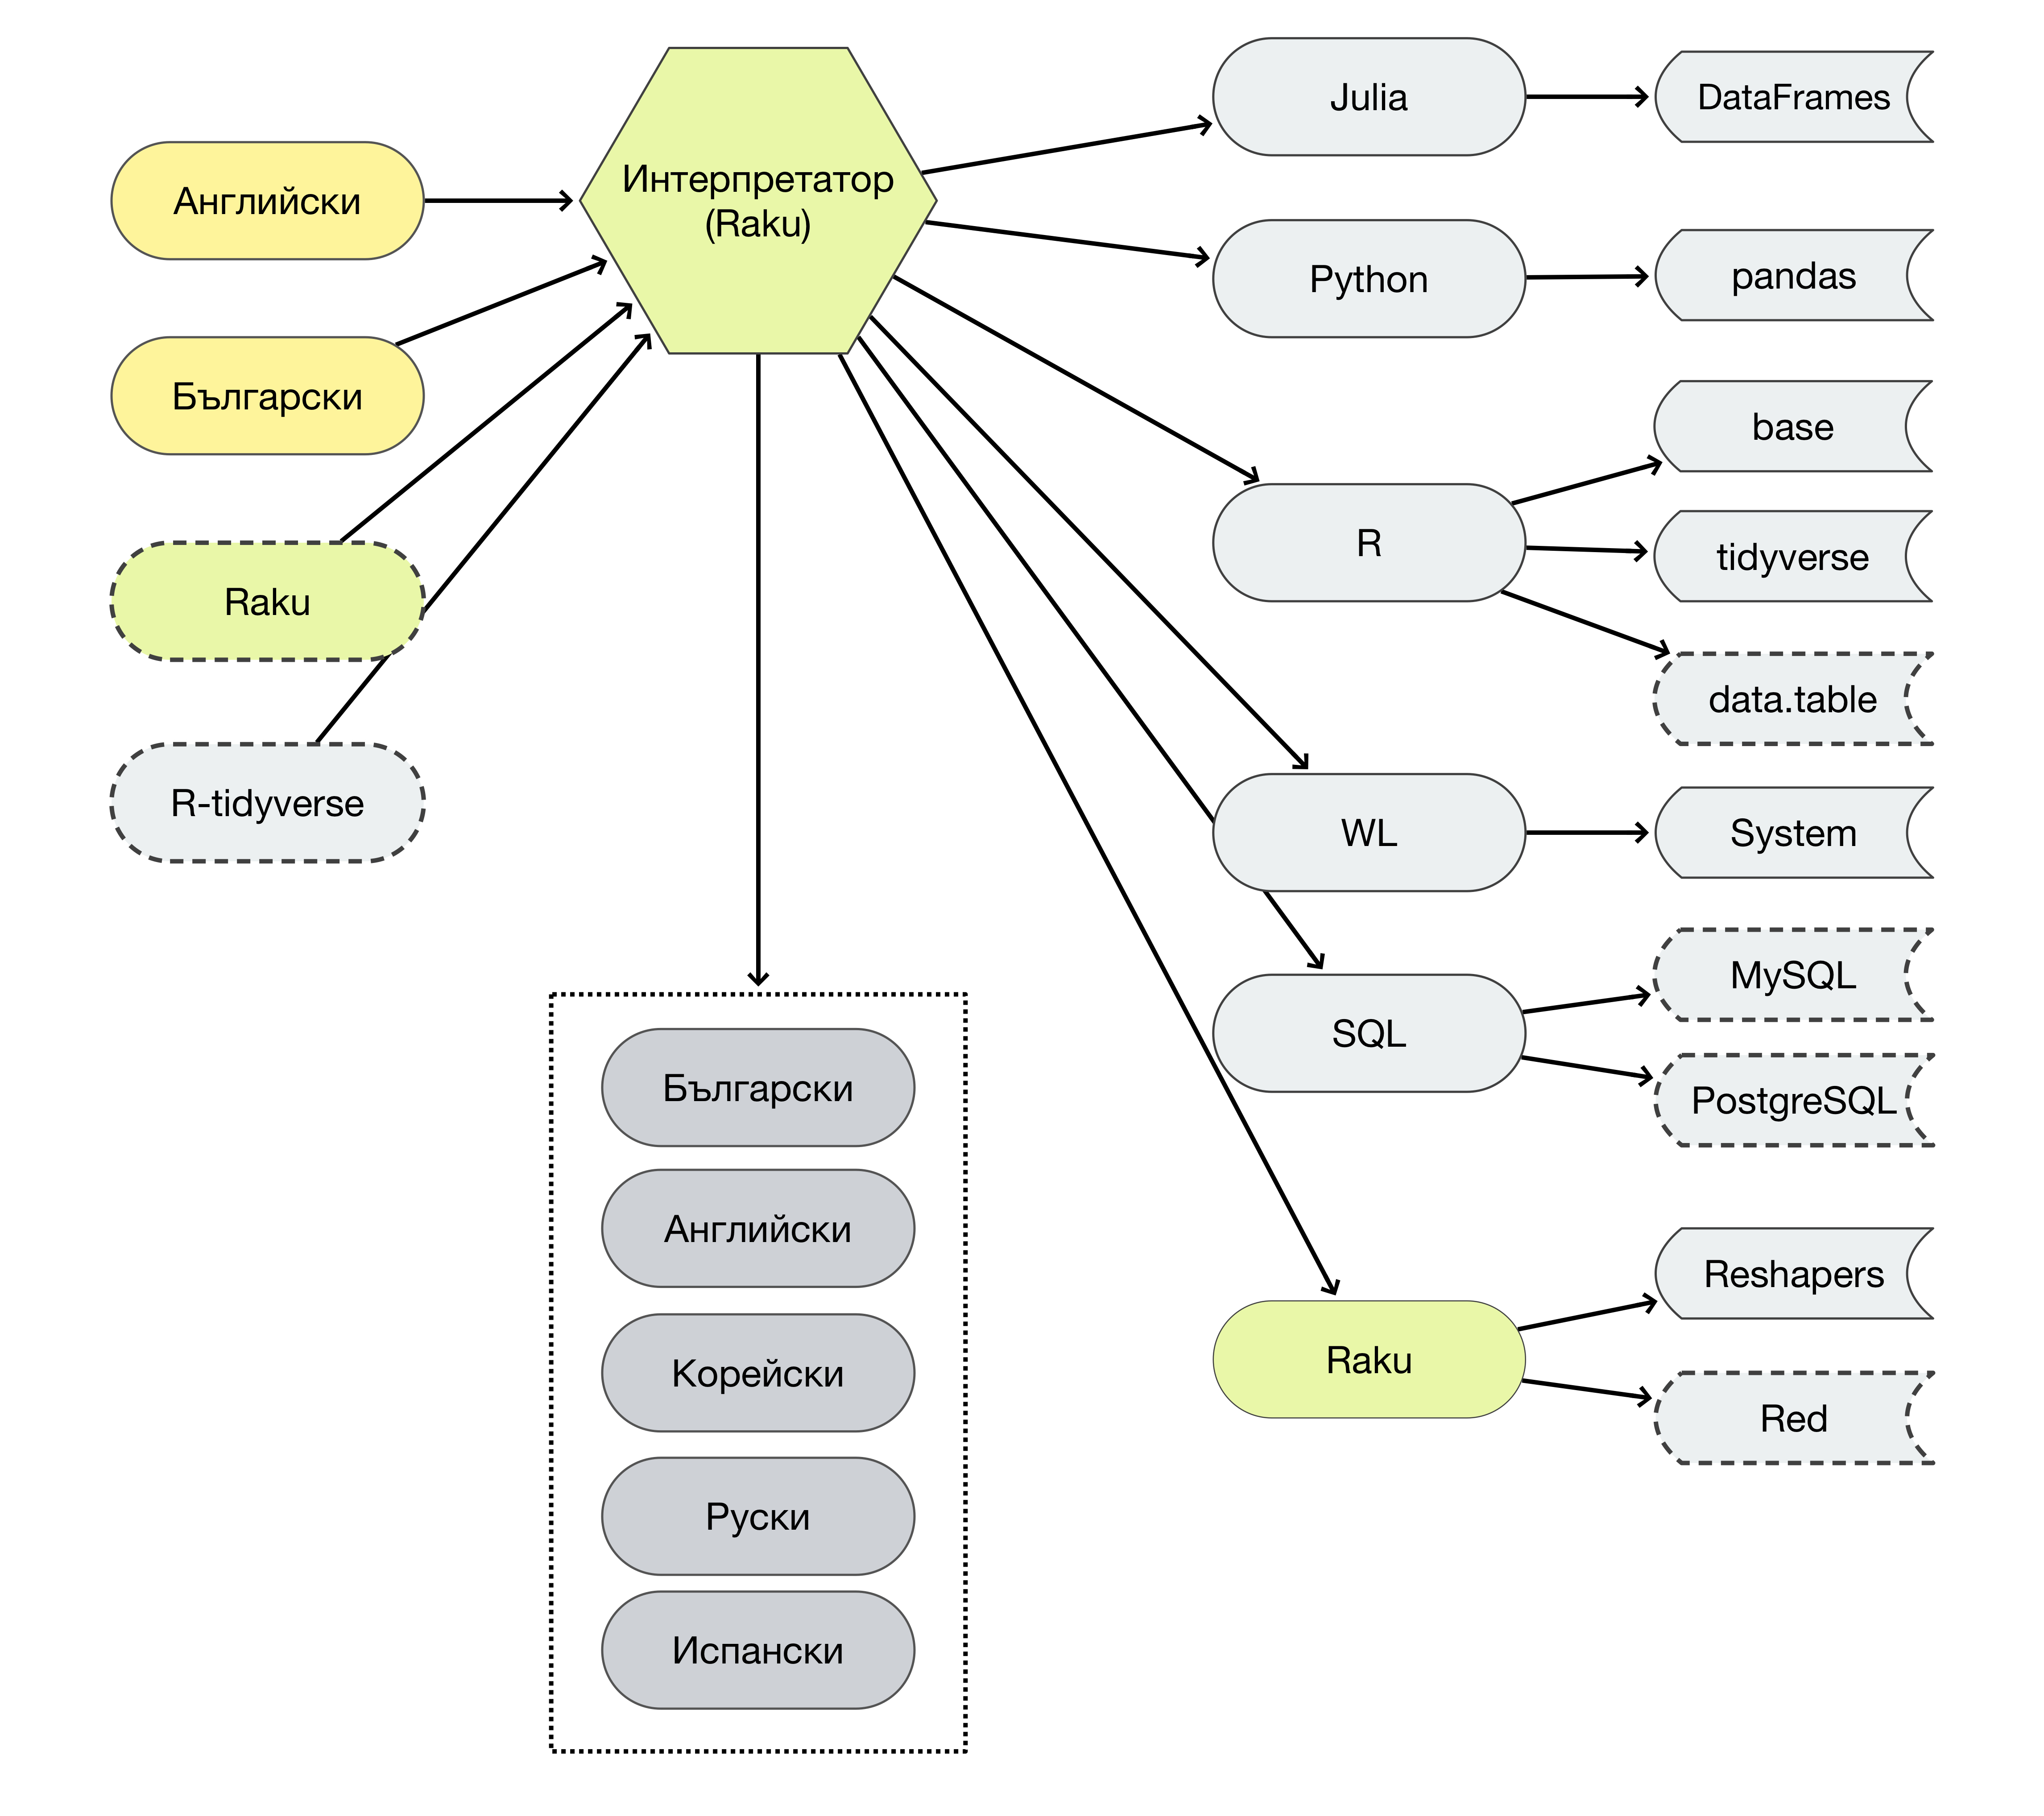 Английски
Български
Raku
R-tidyverse
Интерпретатор
(Raku)
Български
Английски
Корейски
Руски
Испански
Julia
DataFrames
Python
pandas
R
base
tidyverse
data.table
WL
System
SQL
MySQL
PostgreSQL
Raku
Reshapers
Red